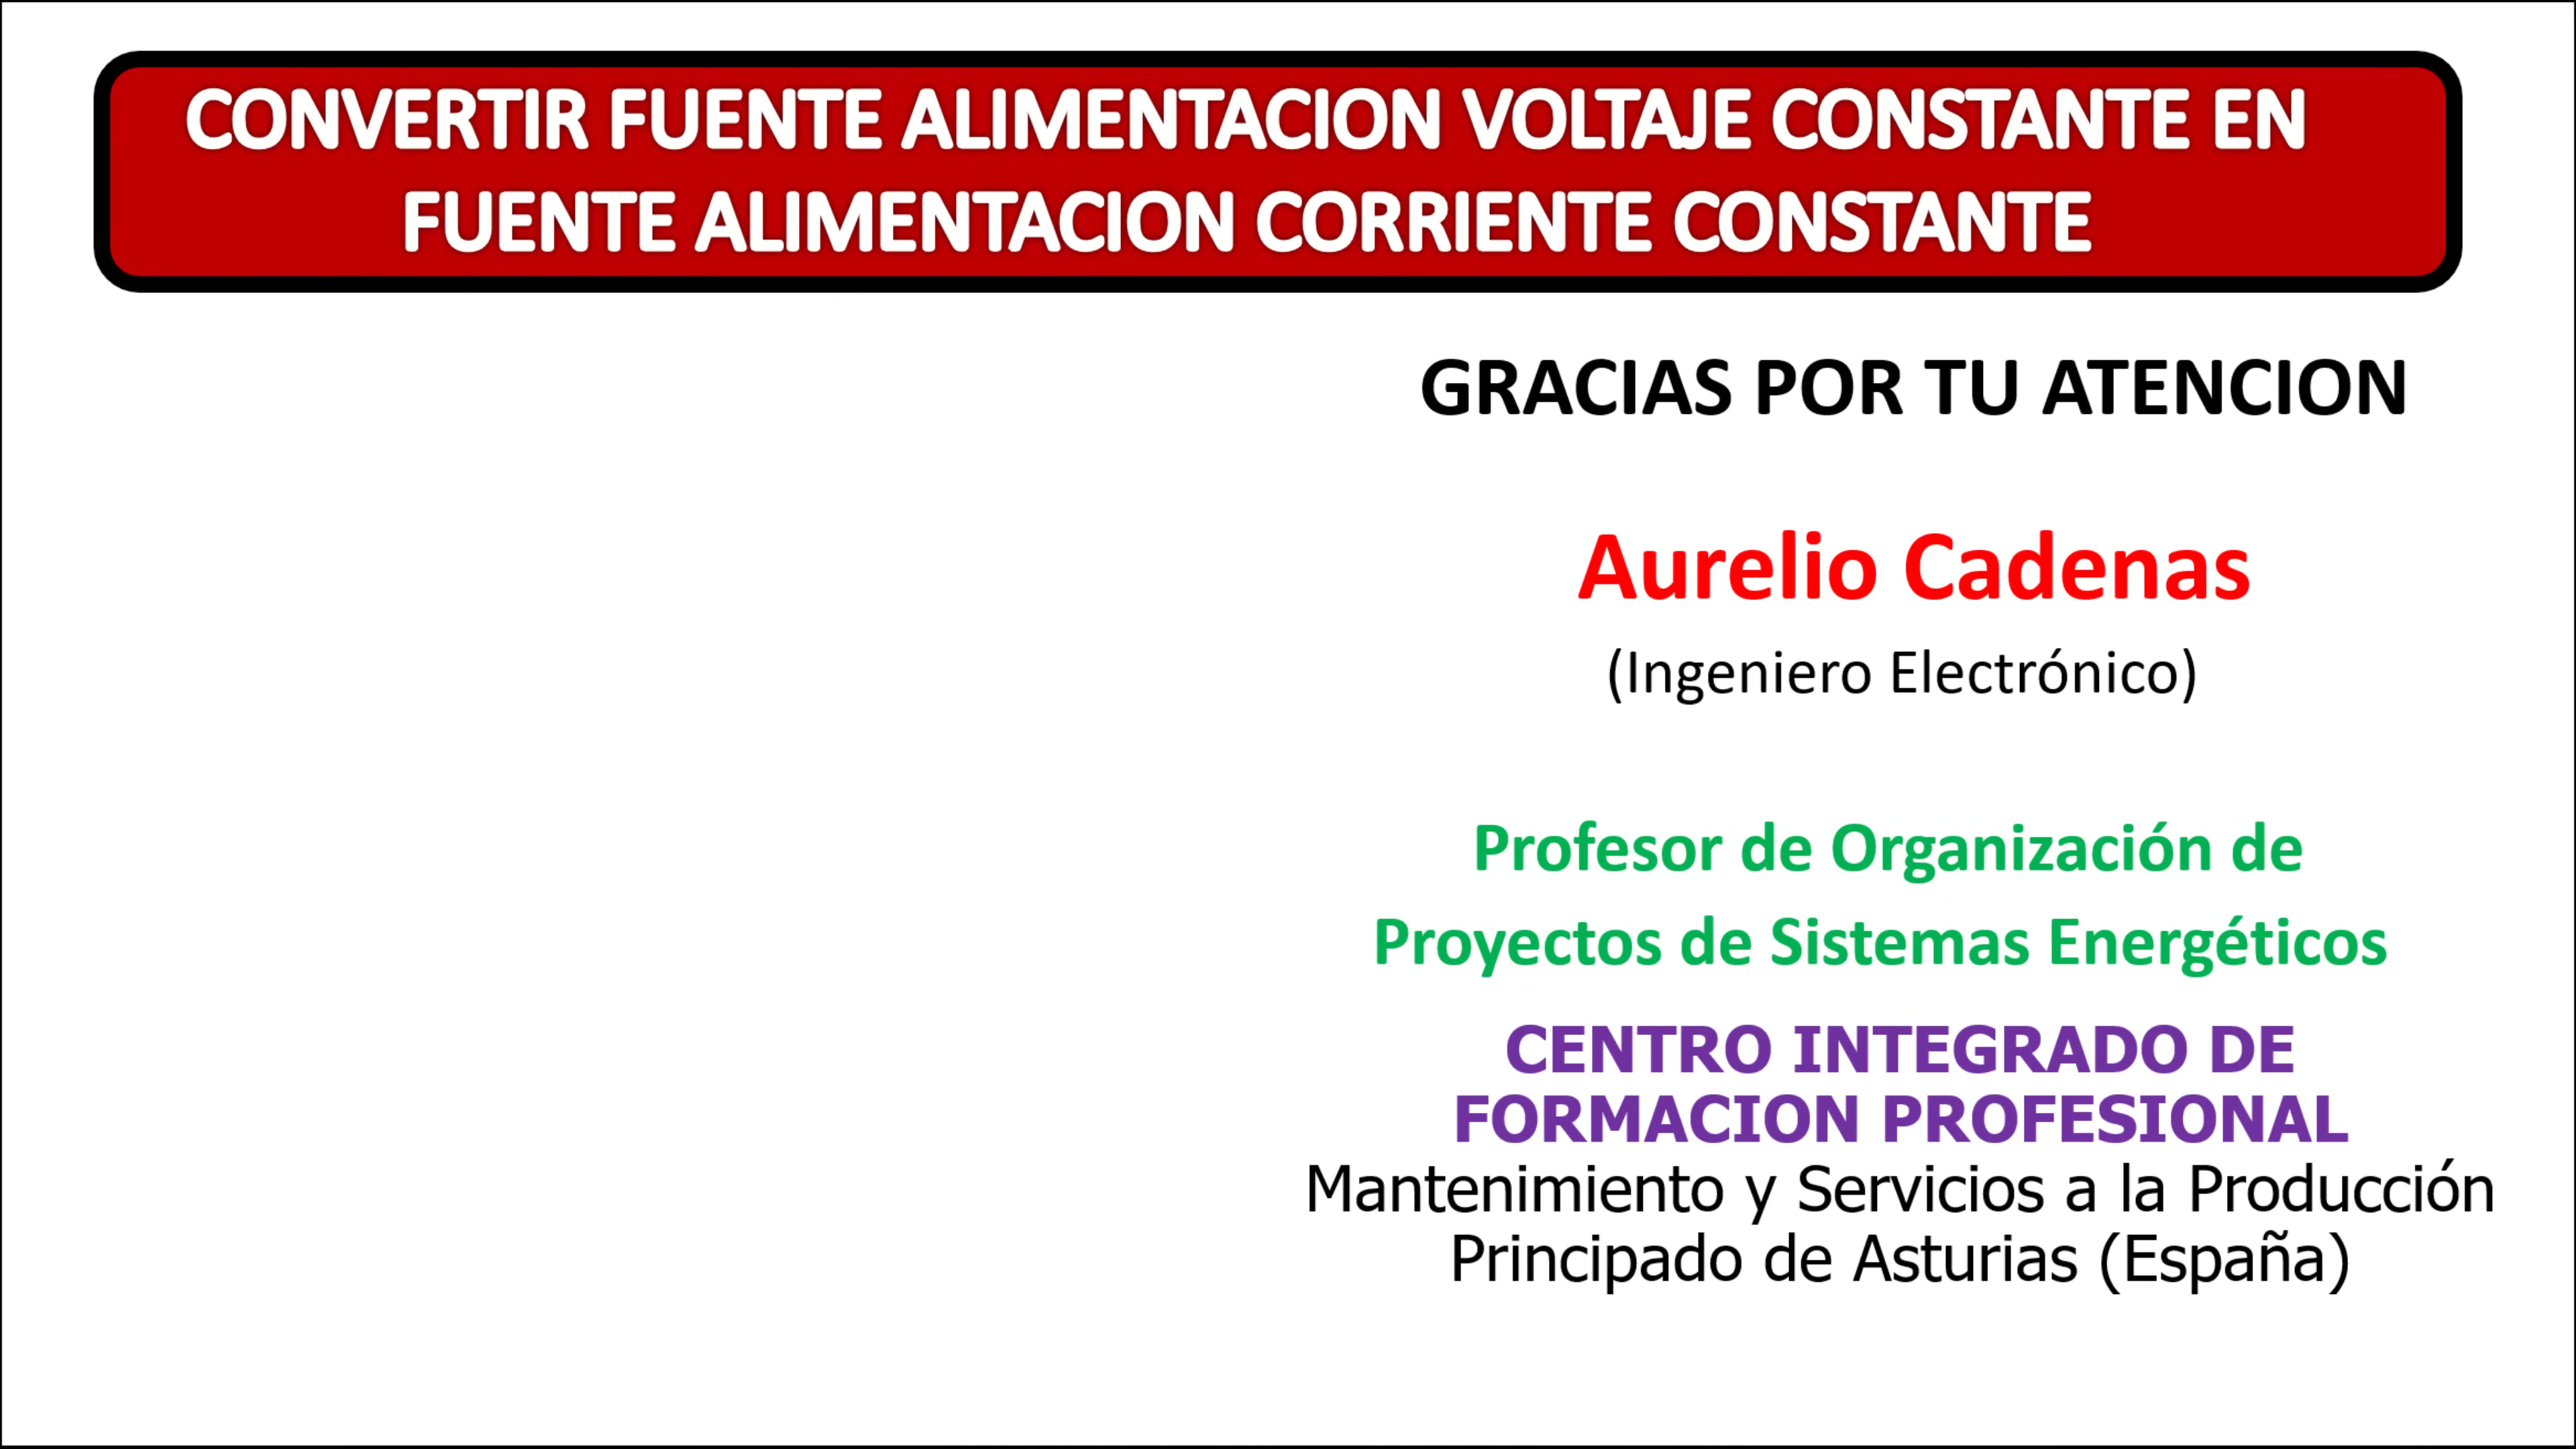 CONVERTIR FUENTE ALIMENTACION VOLTAJE CONSTANTE EN
FUENTE ALIMENTACION CORRIENTE CONSTANTE
GRACIAS POR TU ATENCION
Aurelio Cadenas
(Ingeniero Electrónico)
Profesor de Organización de
Proyectos de Sistemas Energéticos
CENTRO INTEGRADO DE
FORMACION PROFESIONAL
Mantenimiento y Servicios a la Producción
Principado de Asturias (España)